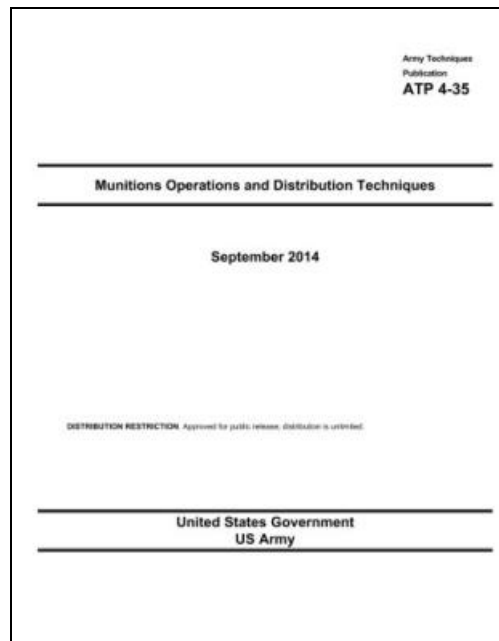 Army Techniques
Publication
ATP 4-35
Munitions Operations and Distribution Techniques
September 2014
DISTRIBUTION RESTRICTION. Approved for public release; distribution is unlimited.
United States Government
US Army